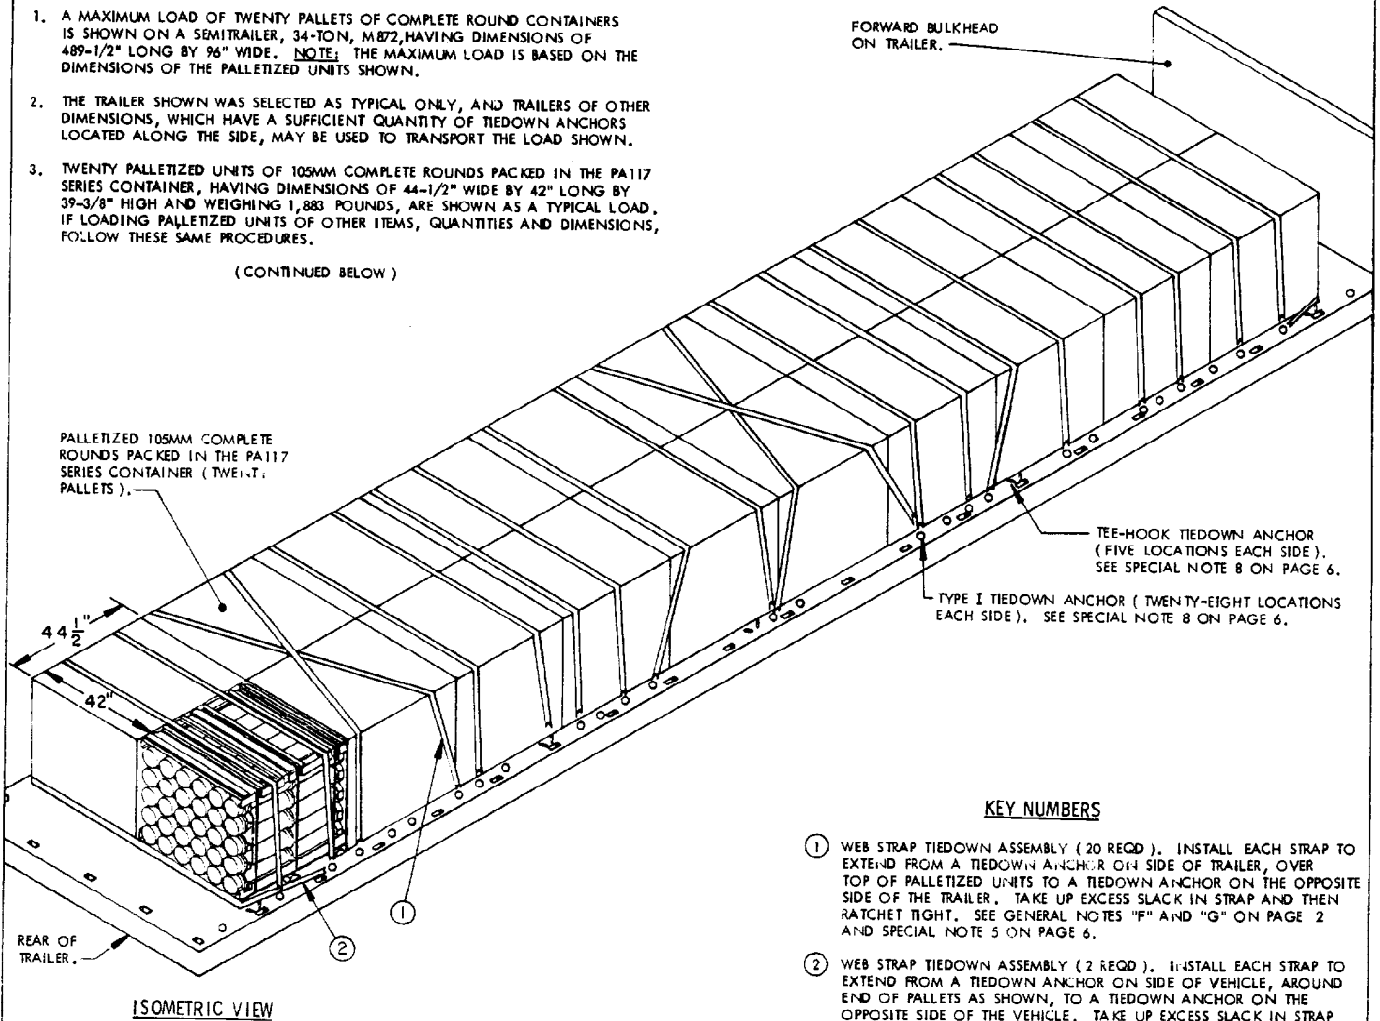 1. A MAXIMUM LOAD OF TWENTY PALLETS OF COMPLETE ROUND CONTAINERS
IS SHOWN ON A SEMITRAILER, 34-TON, M872, HAVING DIMENSIONS OF
489-1/2" LONG BY 96" WIDE. NOTE: THE MAXIMUM LOAD IS BASED ON THE
DIMENSIONS OF THE PALLETIZED UNITS SHOWN.
2. THE TRAILER SHOWN WAS SELECTED AS TYPICAL ONLY, AND TRAILERS OF OTHER
DIMENSIONS, WHICH HAVE A SUFFICIENT QUANTITY OF TIEDOWN ANCHORS
LOCATED ALONG THE SIDE, MAY BE USED TO TRANSPORT THE LOAD SHOWN.
3. TWENTY PALLETIZED UNITS OF 105MM COMPLETE ROUNDS PACKED IN THE PA117
SERIES CONTAINER, HAVING DIMENSIONS OF 44-1/2" WIDE BY 42" LONG BY
39-3/8" HIGH AND WEIGHING 1,883 POUNDS, ARE SHOWN AS A TYPICAL LOAD.
IF LOADING PALLETIZED UNITS OF OTHER ITEMS, QUANTITIES AND DIMENSIONS,
FOLLOW THESE SAME PROCEDURES.
(CONTINUED BELOW)
FORWARD BULKHEAD
ON TRAILER.
PALLETIZED 105MM COMPLETE
ROUNDS PACKED IN THE PA117
SERIES CONTAINER (TWENTY
PALLETS).
TEE-HOOK TIEDOWN ANCHOR
(FIVE LOCATIONS EACH SIDE).
SEE SPECIAL NOTE 8 ON PAGE 6.
TYPE I TIEDOWN ANCHOR (TWENTY-EIGHT LOCATIONS
EACH SIDE). SEE SPECIAL NOTE 8 ON PAGE 6.
44 1/2"
42"
1
2
REAR OF
TRAILER.
ISOMETRIC VIEW
KEY NUMBERS
1 WEB STRAP TIEDOWN ASSEMBLY (20 REQD). INSTALL EACH STRAP TO
EXTEND FROM A TIEDOWN ANCHOR ON SIDE OF TRAILER, OVER
TOP OF PALLETIZED UNITS TO A TIEDOWN ANCHOR ON THE OPPOSITE
SIDE OF THE TRAILER. TAKE UP EXCESS SLACK IN STRAP AND THEN
RATCHET TIGHT. SEE GENERAL NOTES "F" AND "G" ON PAGE 2
AND SPECIAL NOTE 5 ON PAGE 6.
2 WEB STRAP TIEDOWN ASSEMBLY (2 REQD). INSTALL EACH STRAP TO
EXTEND FROM A TIEDOWN ANCHOR ON SIDE OF VEHICLE, AROUND
END OF PALLETS AS SHOWN, TO A TIEDOWN ANCHOR ON THE
OPPOSITE SIDE OF THE VEHICLE. TAKE UP EXCESS SLACK IN STRAP